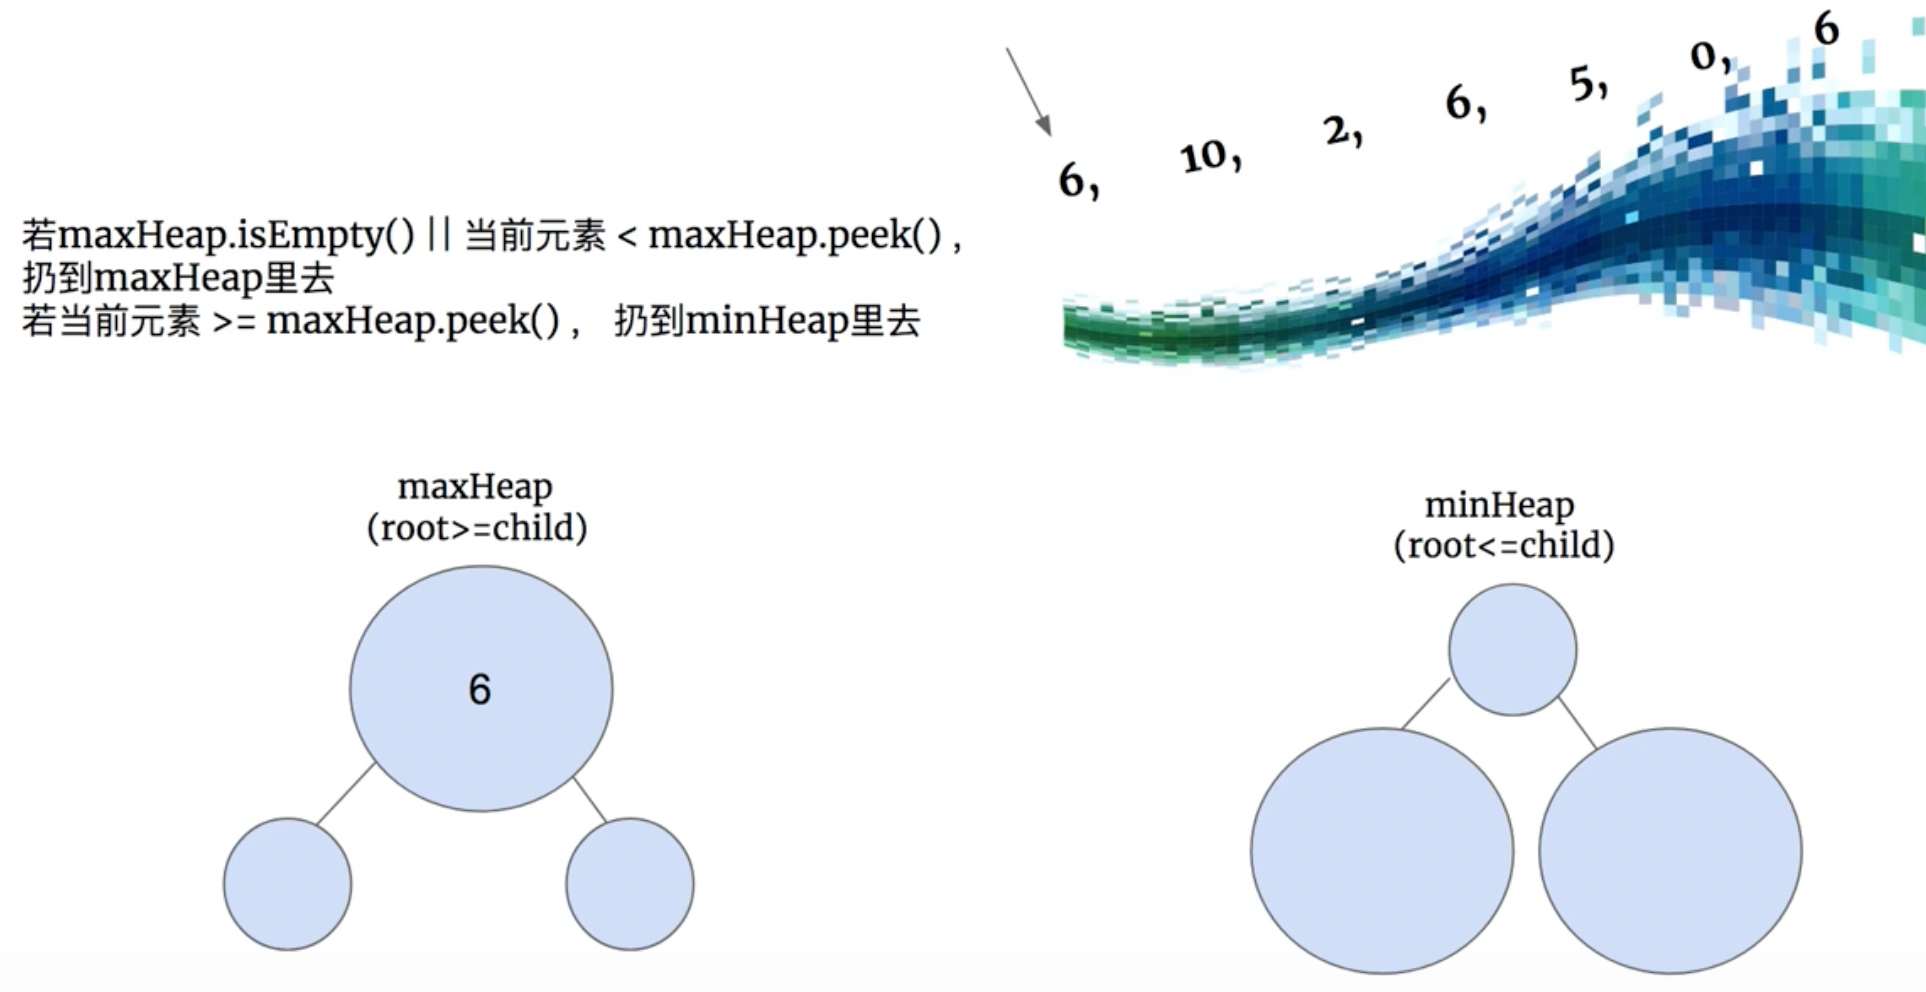 6, 10, 2, 6, 5, 0, 6
若maxHeap.isEmpty() || 当前元素 < maxHeap.peek() ,
扔到maxHeap里去
若当前元素 >= maxHeap.peek() , 扔到minHeap里去
maxHeap
(root>=child)
6
minHeap
(root<=child)